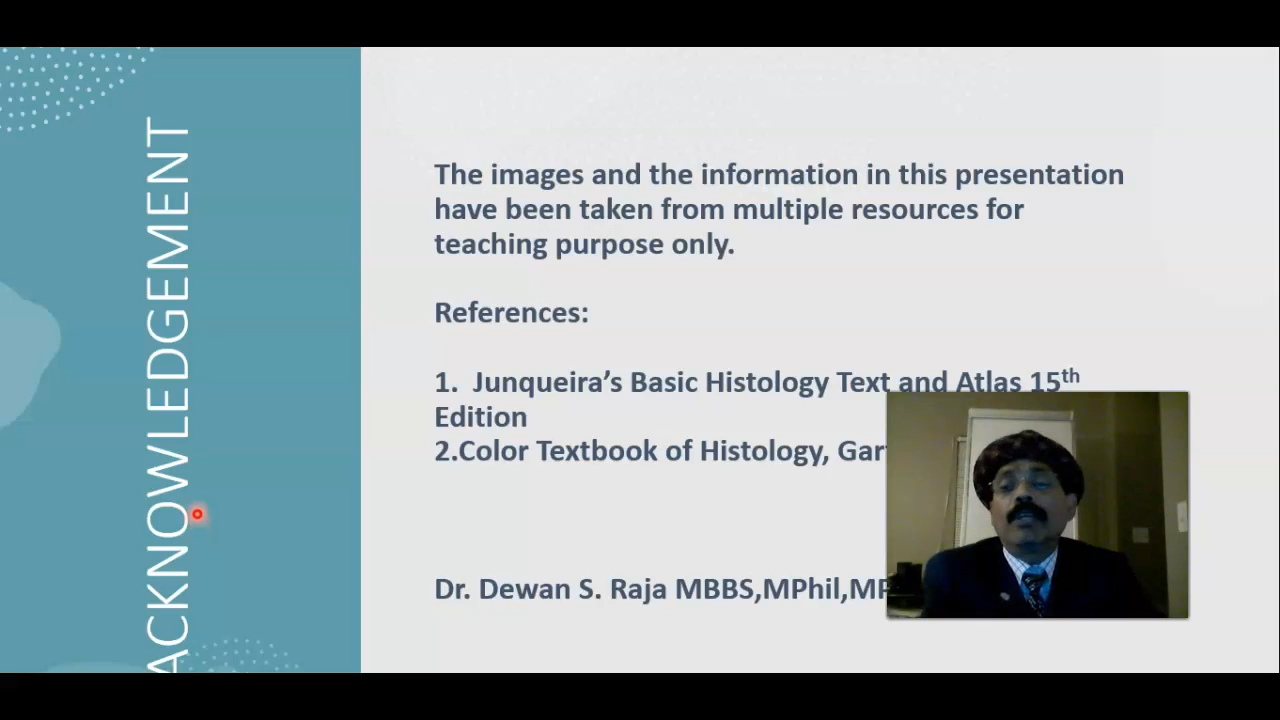 ACKNOWLEDGEMENT
The images and the information in this presentation
have been taken from multiple resources for
teaching purpose only.
References:
1. Junqueira’s Basic Histology Text and Atlas 15th
Edition
2.Color Textbook of Histology,
Dr. Dewan S. Raja MBBS,MPhil,